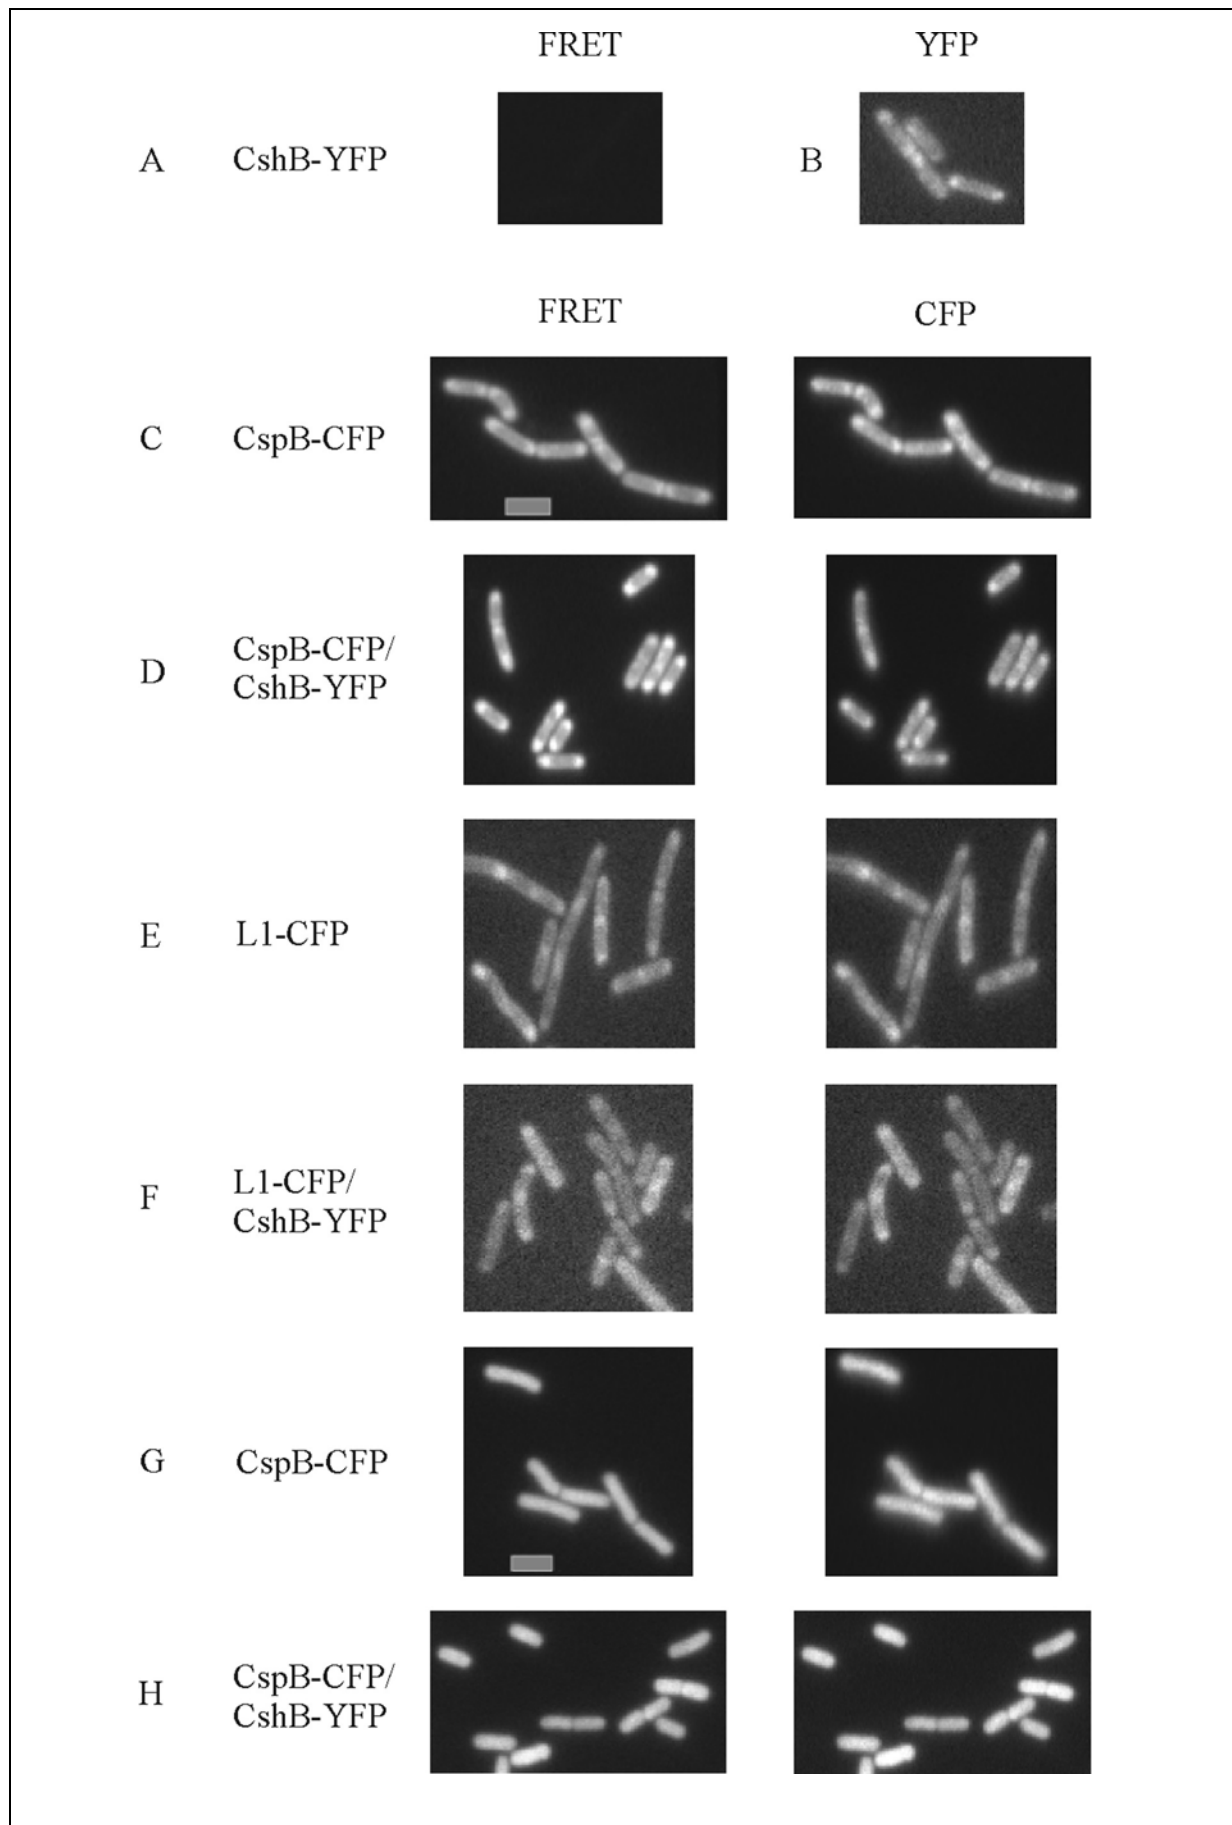 FRET YFP
A CshB-YFP B
FRET CFP
C CspB-CFP
D CspB-CFP/
CshB-YFP
E L1-CFP
F L1-CFP/
CshB-YFP
G CspB-CFP
H CspB-CFP/
CshB-YFP